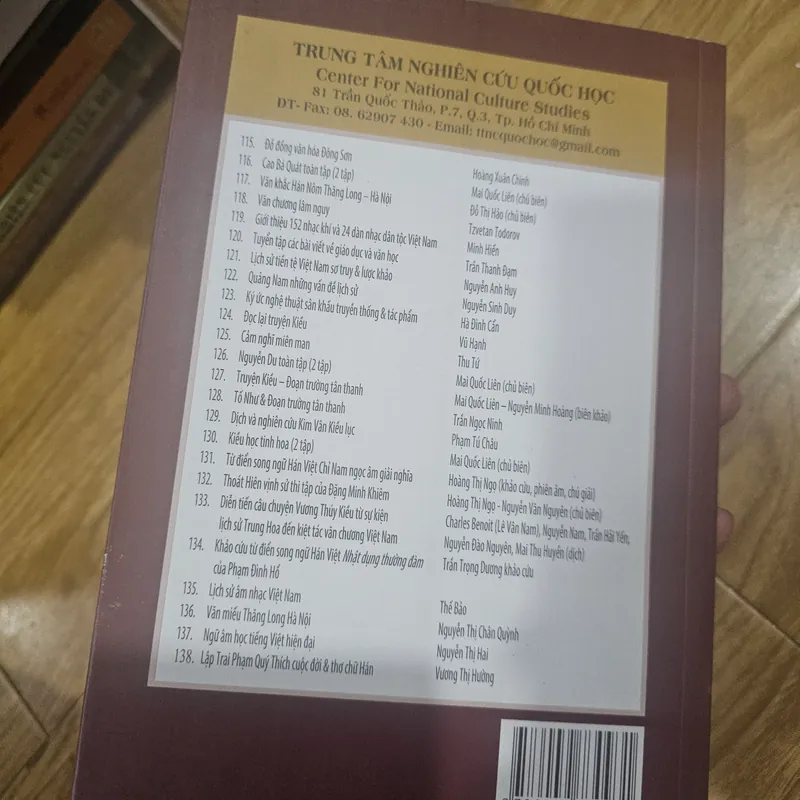 TRUNG TÂM NGHIÊN CỨU QUỐC HỌC
Center For National Culture Studies
81 Trần Quốc Thảo, P.7, Q.3, Tp. Hồ Chí Minh
ĐT- Fax: 08. 62907 430 - Email: ttncquochoc@gmail.com
115. Đồ đồng văn hóa Đông Sơn Hoàng Xuân Chinh
116. Cao Bá Quát toàn tập (2 tập) Mai Quốc Liên (chủ biên)
117. Văn khắc Hán Nôm Thăng Long – Hà Nội Đỗ Thị Hảo (chủ biên)
118. Văn chương lâm nguy Tzvetan Todorov
119. Giới thiệu 152 nhạc khí và 24 dàn nhạc dân tộc Việt Nam Minh Hiến
120. Tuyển tập các bài viết về giáo dục và văn học Trần Thanh Đạm
121. Lịch sử tiền tệ Việt Nam sơ truy & lược khảo Nguyễn Anh Huy
122. Quảng Nam những vấn đề lịch sử Nguyễn Sinh Duy
123. Ký ức nghệ thuật sân khấu truyền thống & tác phẩm Hà Đình Cẩn
124. Đọc lại truyện Kiều Vũ Hạnh
125. Cảm nghĩ miên man Thu Tứ
126. Nguyễn Du toàn tập (2 tập) Mai Quốc Liên (chủ biên)
127. Truyện Kiều – Đoạn trường tân thanh Mai Quốc Liên – Nguyễn Minh Hoàng (biên khảo)
128. Tố Như & Đoạn trường tân thanh Trần Ngọc Ninh
129. Dịch và nghiên cứu Kim Vân Kiều lục Phạm Tú Châu
130. Kiều học tinh hoa (2 tập) Mai Quốc Liên (chủ biên)
131. Từ điển song ngữ Hán Việt Chỉ Nam ngọc âm giải nghĩa Hoàng Thị Ngọ (khảo cứu, phiên âm, chú giải)
132. Thoát Hiên vịnh sử thi tập của Đặng Minh Khiêm Hoàng Thị Ngọ - Nguyễn Văn Nguyên (chủ biên)
133. Diễn tiến câu chuyện Vương Thúy Kiều từ sự kiện Charles Benoit (Lê Vân Nam), Nguyễn Nam, Trần Hải Yến,
lịch sử Trung Hoa đến kiệt tác văn chương Việt Nam Nguyễn Đào Nguyên, Mai Thu Huyền (dịch)
134. Khảo cứu từ điển song ngữ Hán Việt Nhật dụng thường đàm Trần Trọng Dương khảo cứu
của Phạm Đình Hổ
135. Lịch sử âm nhạc Việt Nam Thế Bảo
136. Văn miếu Thăng Long Hà Nội Nguyễn Thị Chân Quỳnh
137. Ngữ âm học tiếng Việt hiện đại Nguyễn Thị Hai
138. Lập Trai Phạm Quý Thích cuộc đời & thơ chữ Hán Vương Thị Hường